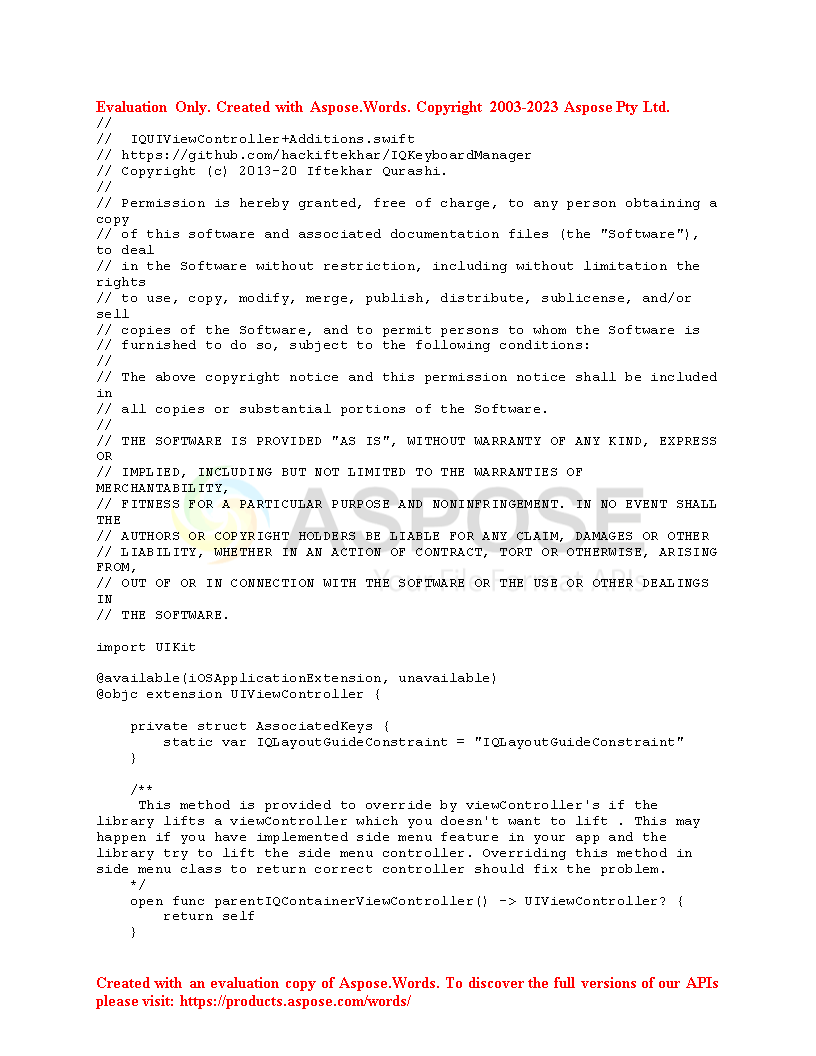 Evaluation Only. Created with Aspose.Words. Copyright 2003-2023 Aspose Pty Ltd.
//
//  IQUIViewController+Additions.swift
// https://github.com/hackiftekhar/IQKeyboardManager
// Copyright (c) 2013-20 Iftekhar Qurashi.
//
// Permission is hereby granted, free of charge, to any person obtaining a
copy
// of this software and associated documentation files (the "Software"),
to deal
// in the Software without restriction, including without limitation the
rights
// to use, copy, modify, merge, publish, distribute, sublicense, and/or
sell
// copies of the Software, and to permit persons to whom the Software is
// furnished to do so, subject to the following conditions:
//
// The above copyright notice and this permission notice shall be included
in
// all copies or substantial portions of the Software.
//
// THE SOFTWARE IS PROVIDED "AS IS", WITHOUT WARRANTY OF ANY KIND, EXPRESS
OR
// IMPLIED, INCLUDING BUT NOT LIMITED TO THE WARRANTIES OF
MERCHANTABILITY,
// FITNESS FOR A PARTICULAR PURPOSE AND NONINFRINGEMENT. IN NO EVENT SHALL
THE
// AUTHORS OR COPYRIGHT HOLDERS BE LIABLE FOR ANY CLAIM, DAMAGES OR OTHER
// LIABILITY, WHETHER IN AN ACTION OF CONTRACT, TORT OR OTHERWISE, ARISING
FROM,
// OUT OF OR IN CONNECTION WITH THE SOFTWARE OR THE USE OR OTHER DEALINGS
IN
// THE SOFTWARE.
ASPOSE
Your File Format APIs
import UIKit
@available(iOSApplicationExtension, unavailable)
@objc extension UIViewController {
    private struct AssociatedKeys {
        static var IQLayoutGuideConstraint = "IQLayoutGuideConstraint"
    }
    /**
     This method is provided to override by viewController's if the
library lifts a viewController which you doesn't want to lift . This may
happen if you have implemented side menu feature in your app and the
library try to lift the side menu controller. Overriding this method in
side menu class to return correct controller should fix the problem.
    */
    open func parentIQContainerViewController() -> UIViewController? {
        return self
    }
Created with an evaluation copy of Aspose.Words. To discover the full versions of our APIs
please visit: https://products.aspose.com/words/